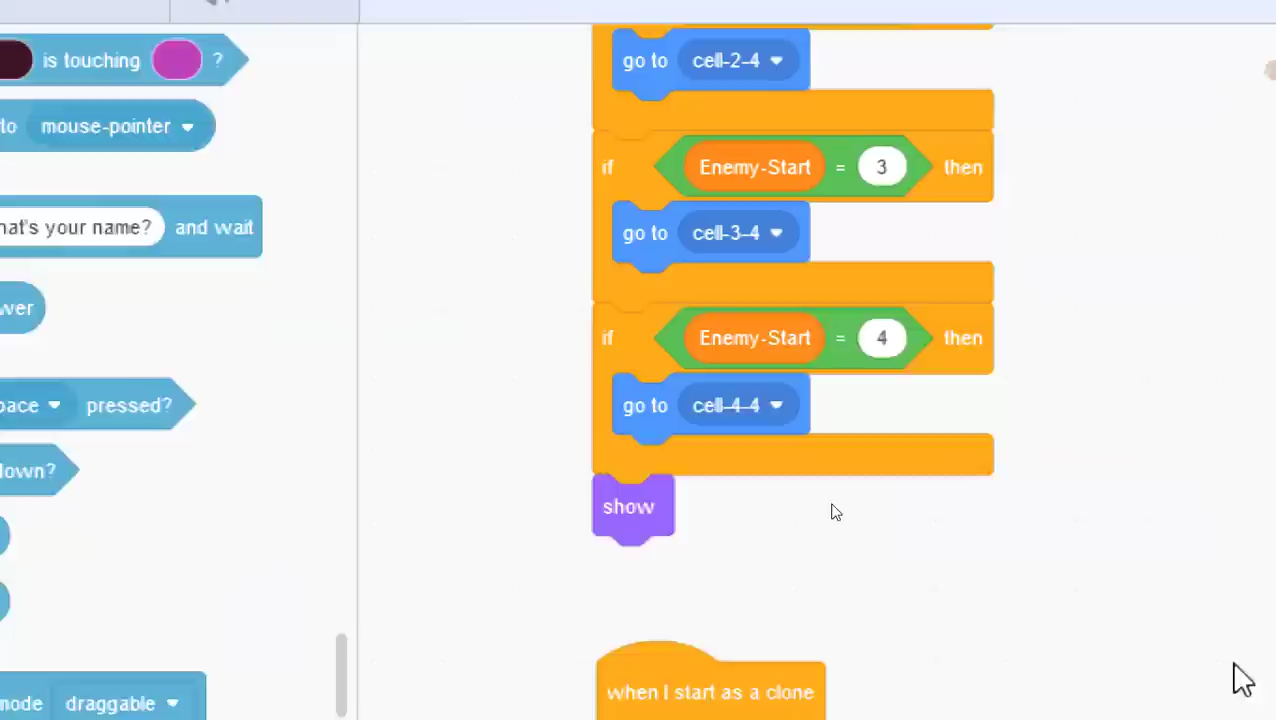 is touching ?
go to cell-2-4
to mouse-pointer
if Enemy-Start = 3 then
hat's your name? and wait
go to cell-3-4
wer
if Enemy-Start = 4 then
pace pressed?
go to cell-4-4
lown?
show
when I start as a clone
mode draggable